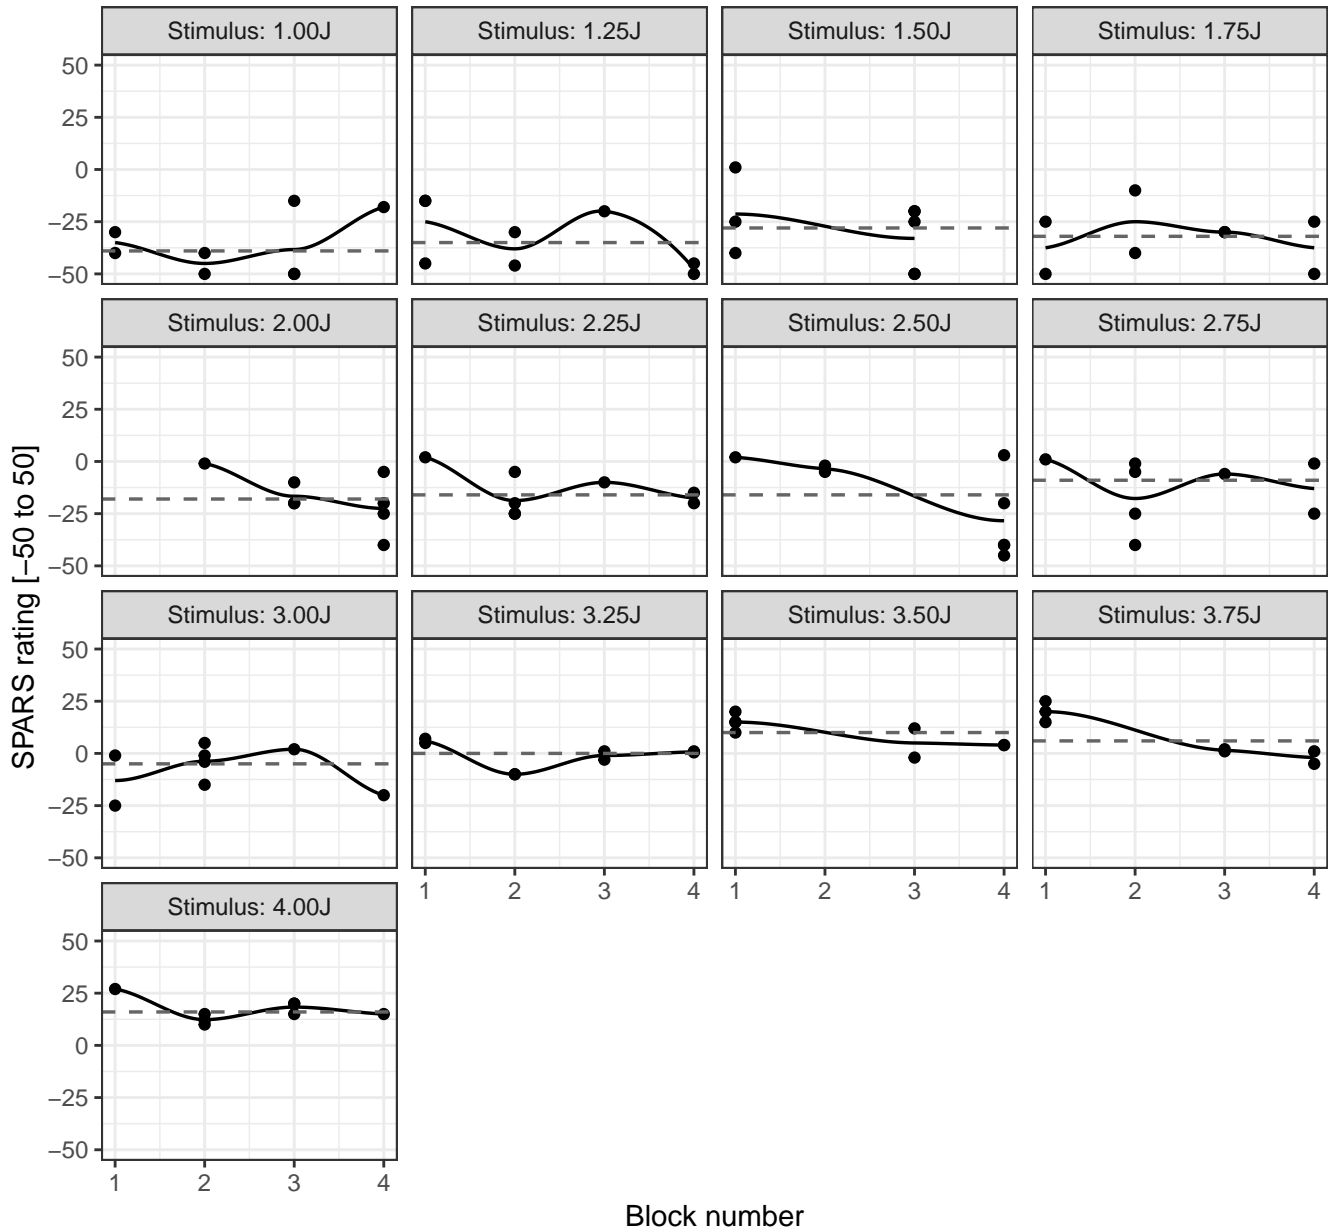 Stimulus: 1.00J
Stimulus: 1.25J
Stimulus: 1.50J
Stimulus: 1.75J
50
25
0
−25
−50
Stimulus: 2.00J
Stimulus: 2.25J
Stimulus: 2.50J
Stimulus: 2.75J
50
25
0
−25
−50
Stimulus: 3.00J
Stimulus: 3.25J
Stimulus: 3.50J
Stimulus: 3.75J
50
25
0
−25
−50
1 2 3 4
1 2 3 4
1 2 3 4
Stimulus: 4.00J
50
25
0
−25
−50
1 2 3 4
SPARS rating [−50 to 50]
Block number